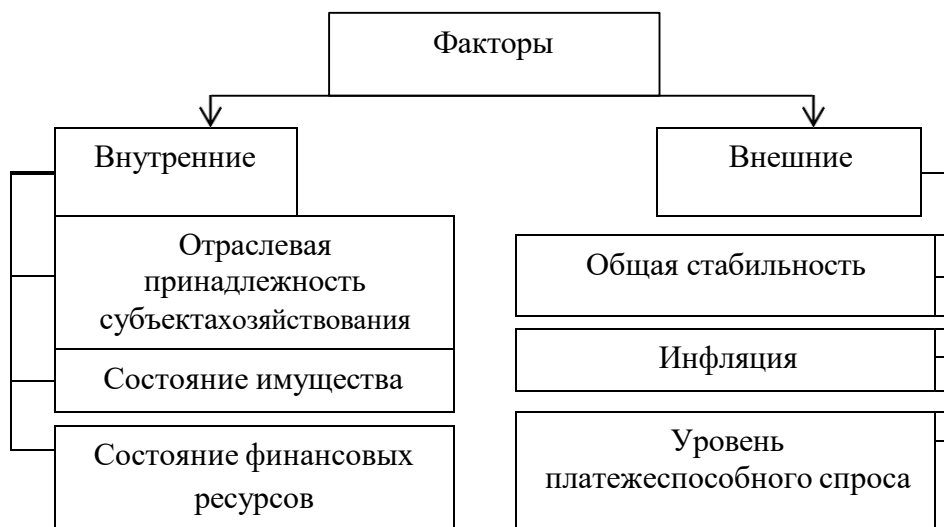 Факторы
Внутренние
Внешние
Отраслевая
принадлежность
субъектахозяйствования
Состояние имущества
Состояние финансовых
ресурсов
Общая стабильность
Инфляция
Уровень
платежеспособного спроса